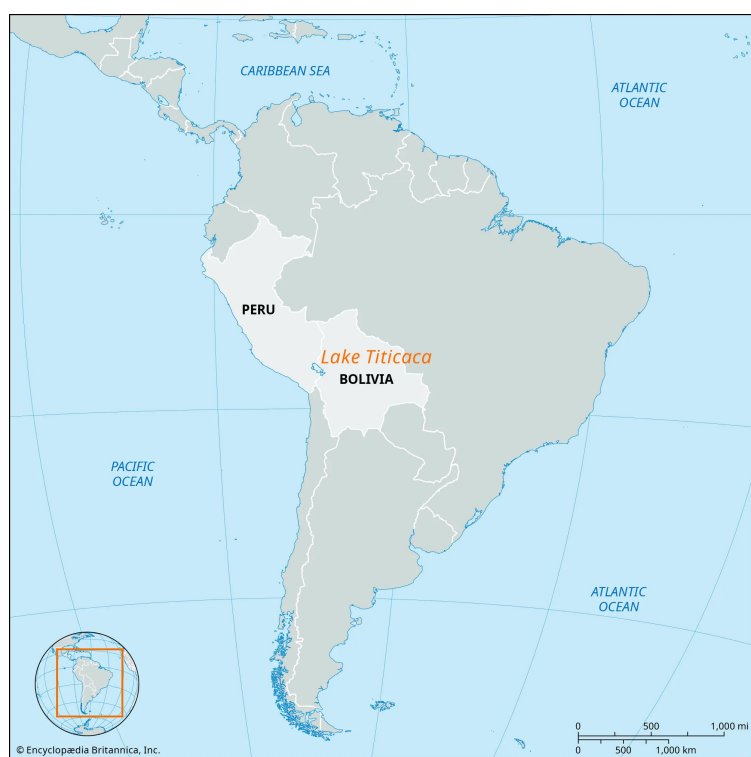 CARIBBEAN SEA
ATLANTIC
OCEAN
PERU
Lake Titicaca
BOLIVIA
PACIFIC
OCEAN
ATLANTIC
OCEAN
0 500 1,000 mi
0 500 1,000 km
© Encyclopædia Britannica, Inc.